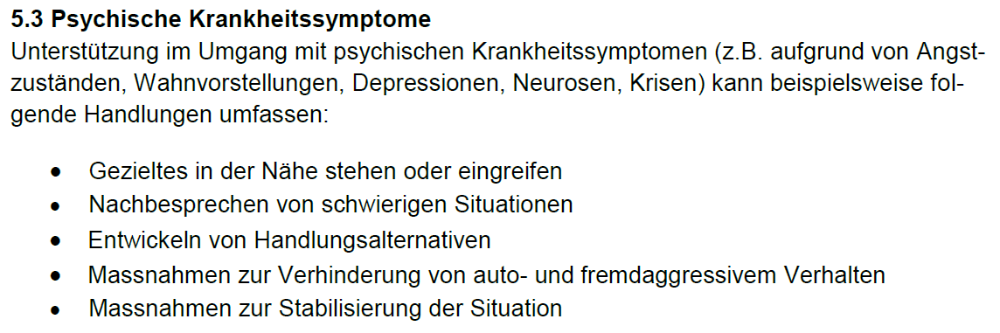 5.3 Psychische Krankheitssymptome
Unterstützung im Umgang mit psychischen Krankheitssymptomen (z.B. aufgrund von Angst-
zuständen, Wahnvorstellungen, Depressionen, Neurosen, Krisen) kann beispielsweise fol-
gende Handlungen umfassen:
• Gezieltes in der Nähe stehen oder eingreifen
• Nachbesprechen von schwierigen Situationen
• Entwickeln von Handlungsalternativen
• Massnahmen zur Verhinderung von auto- und fremdaggressivem Verhalten
• Massnahmen zur Stabilisierung der Situation